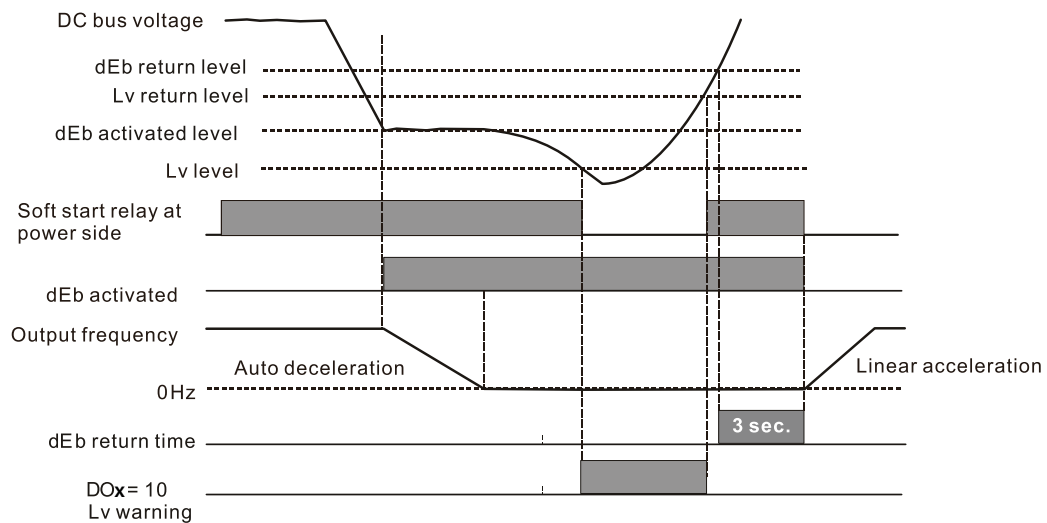 DC bus voltage
dEb return level
Lv return level
dEb activated level
Lv level
Soft start relay at
power side
dEb activated
Output frequency
Auto deceleration
Linear acceleration
0Hz
3 sec.
dEb return time
DOx = 10
Lv warning